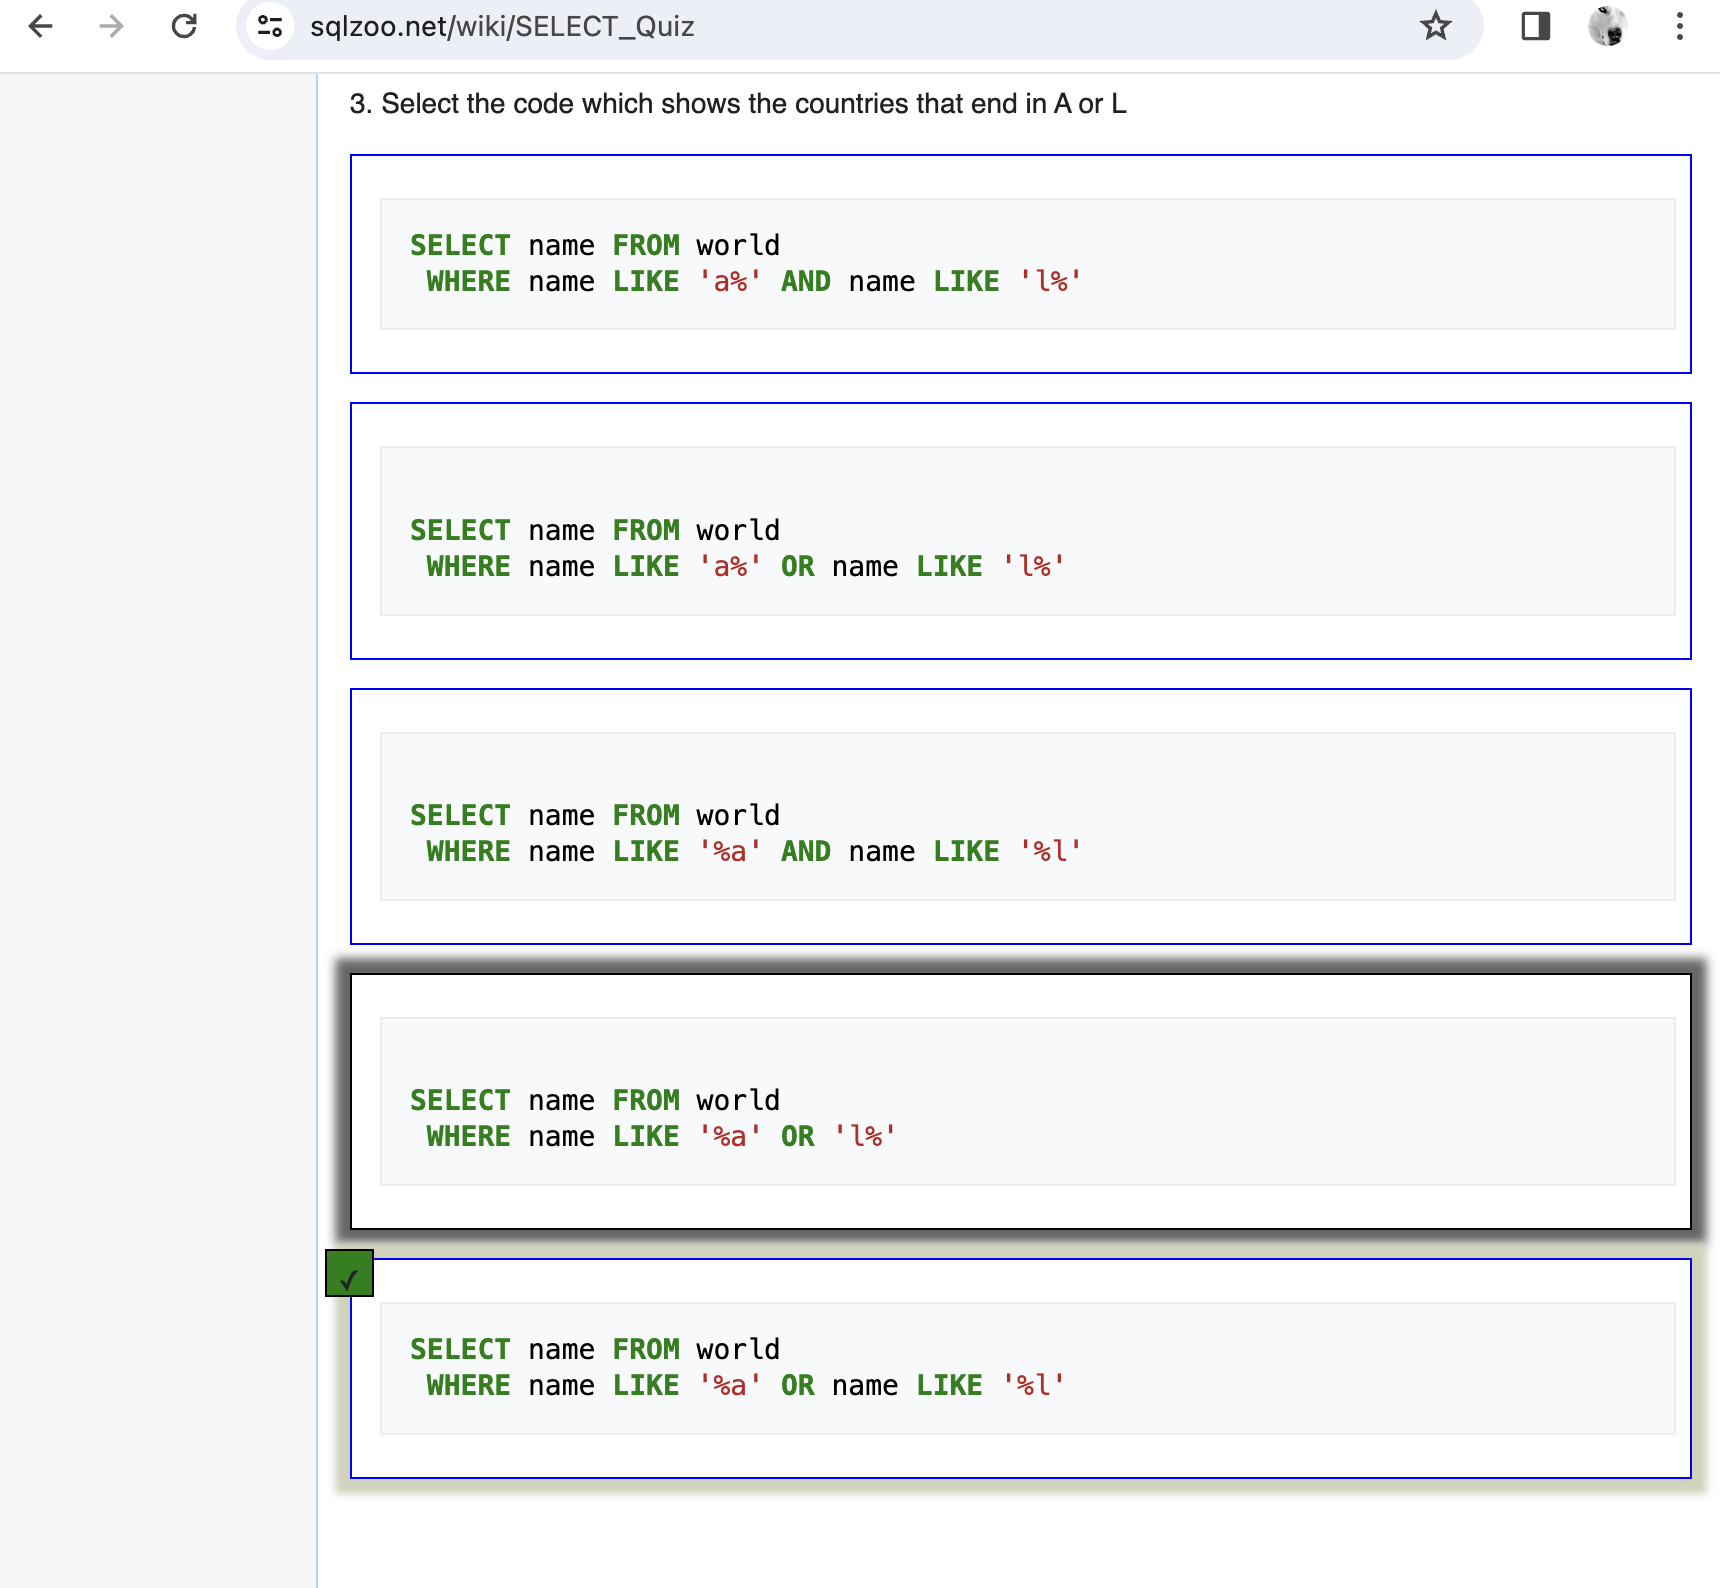 sqlzoo.net/wiki/SELECT_Quiz
3. Select the code which shows the countries that end in A or L
SELECT name FROM world
WHERE name LIKE 'a%' AND name LIKE 'l%'
SELECT name FROM world
WHERE name LIKE 'a%' OR name LIKE 'l%'
SELECT name FROM world
WHERE name LIKE '%a' AND name LIKE '%l'
SELECT name FROM world
WHERE name LIKE '%a' OR 'l%'
✓
SELECT name FROM world
WHERE name LIKE '%a' OR name LIKE '%l'